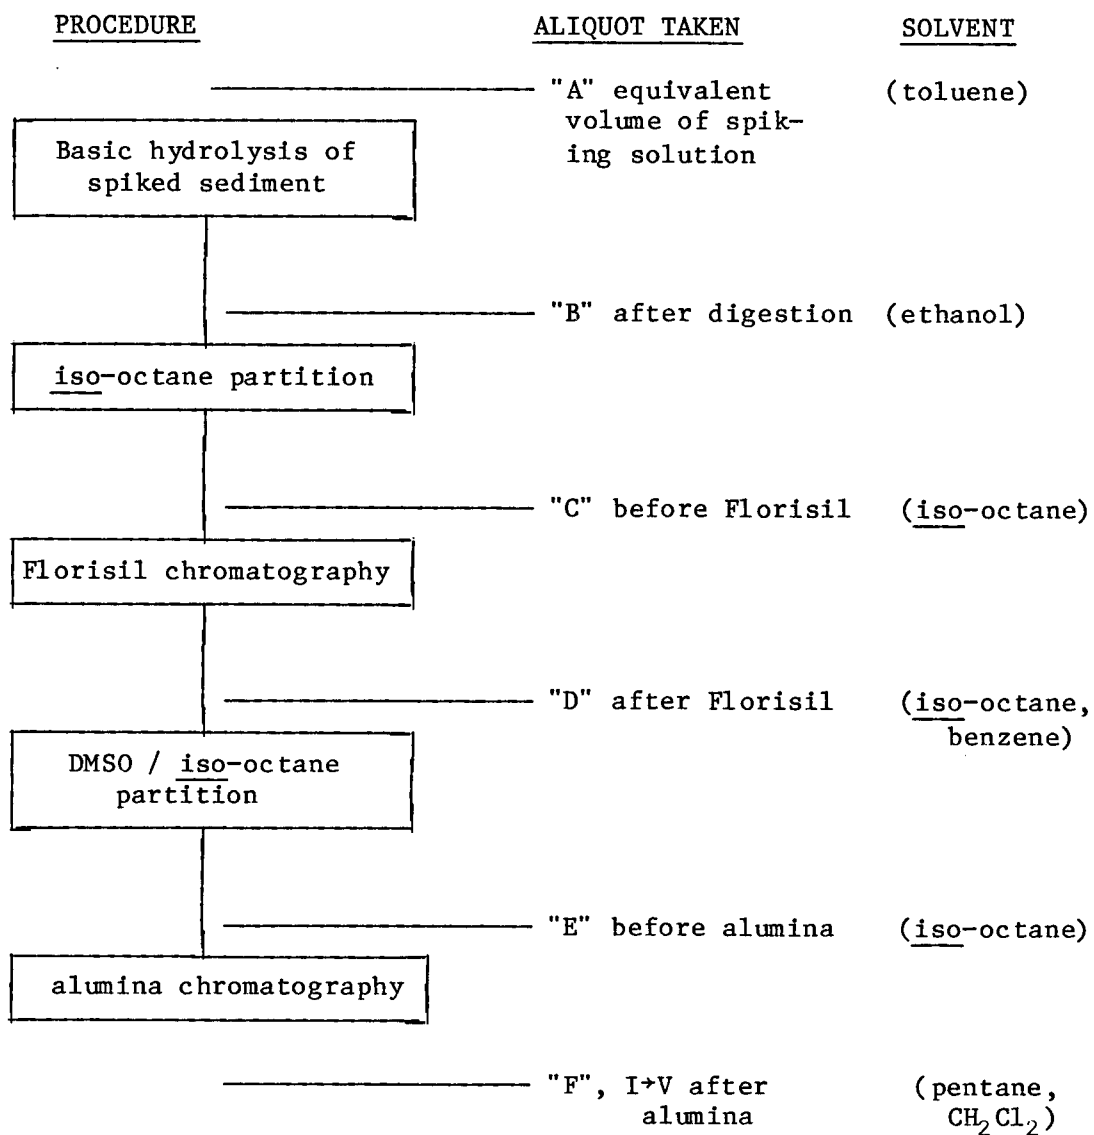 PROCEDURE ALIQUOT TAKEN SOLVENT
"A" equivalent (toluene)
volume of spik-
ing solution
Basic hydrolysis of
spiked sediment
"B" after digestion (ethanol)
iso-octane partition
"C" before Florisil (iso-octane)
Florisil chromatography
"D" after Florisil (iso-octane,
benzene)
DMSO / iso-octane
partition
"E" before alumina (iso-octane)
alumina chromatography
"F", I→V after (pentane,
alumina CH₂Cl₂)